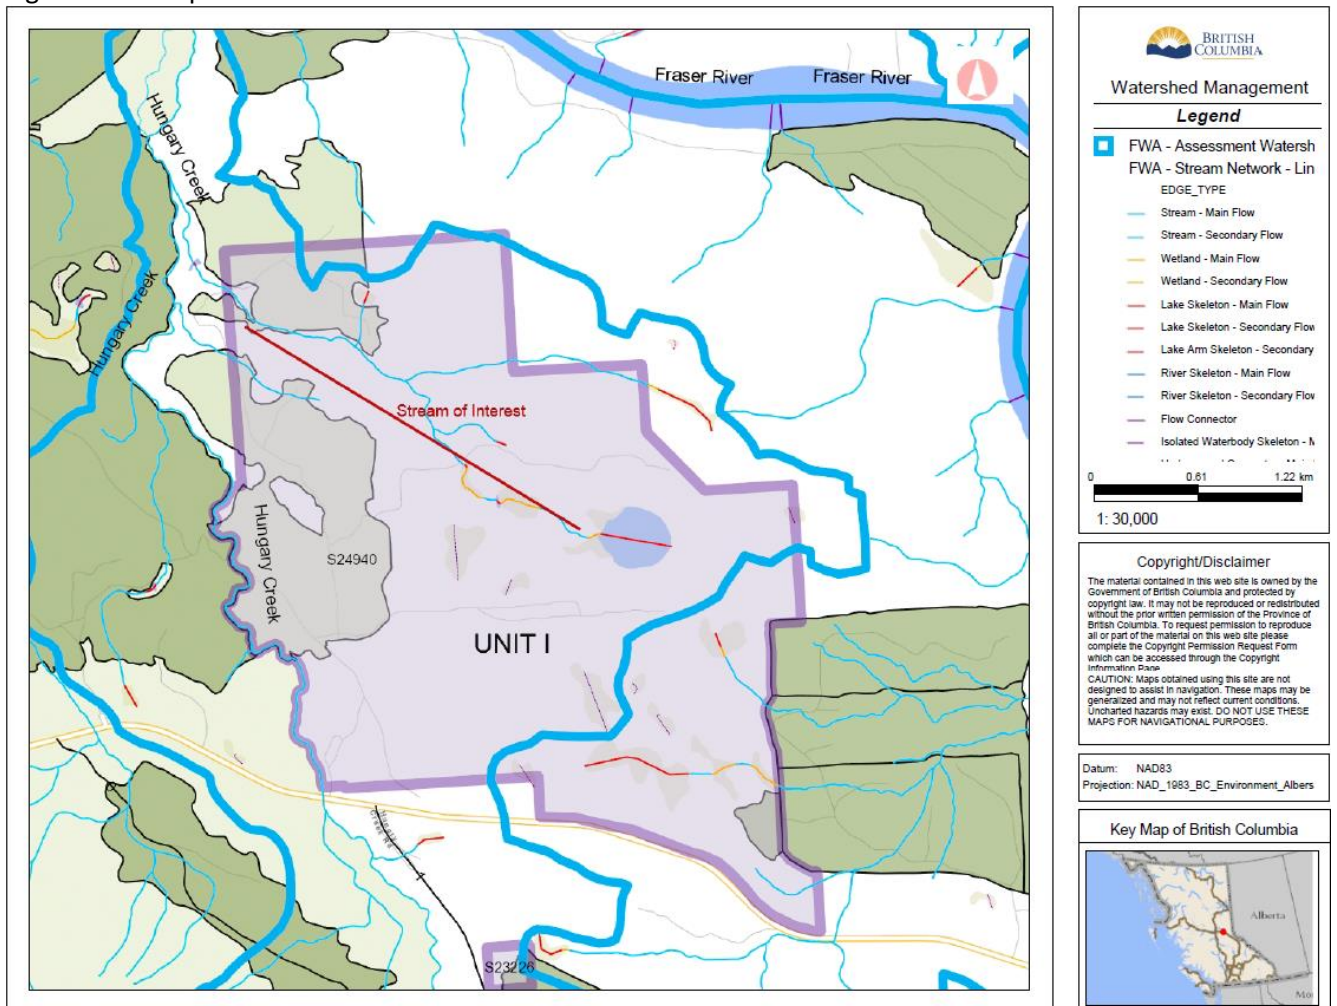 Fraser River
Fraser River
Hungary Creek
Hungary Creek
Stream of Interest
Hungary Creek
S24940
UNIT I
S23226
BRITISH
COLUMBIA
Watershed Management
Legend
FWA - Assessment Watersh
FWA - Stream Network - Lin
EDGE_TYPE
Stream - Main Flow
Stream - Secondary Flow
Wetland - Main Flow
Wetland - Secondary Flow
Lake Skeleton - Main Flow
Lake Skeleton - Secondary Flow
Lake Arm Skeleton - Secondary
River Skeleton - Main Flow
River Skeleton - Secondary Flov
Flow Connector
Isolated Waterbody Skeleton - M
0 0.61 1.22 km
1: 30,000
Copyright/Disclaimer
The material contained in this web site is owned by the
Government of British Columbia and protected by
copyright law. It may not be reproduced or redistributed
without the prior written permission of the Province of
British Columbia. To request permission to reproduce
all or part of the material on this web site please
complete the Copyright Permission Request Form
which can be accessed through the Copyright
Information Page.
CAUTION: Maps obtained using this site are not
designed to assist in navigation. These maps may be
generalized and may not reflect current conditions.
Uncharted hazards may exist. DO NOT USE THESE
MAPS FOR NAVIGATIONAL PURPOSES.
Datum: NAD83
Projection: NAD_1983_BC_Environment_Albers
Key Map of British Columbia
Alberta